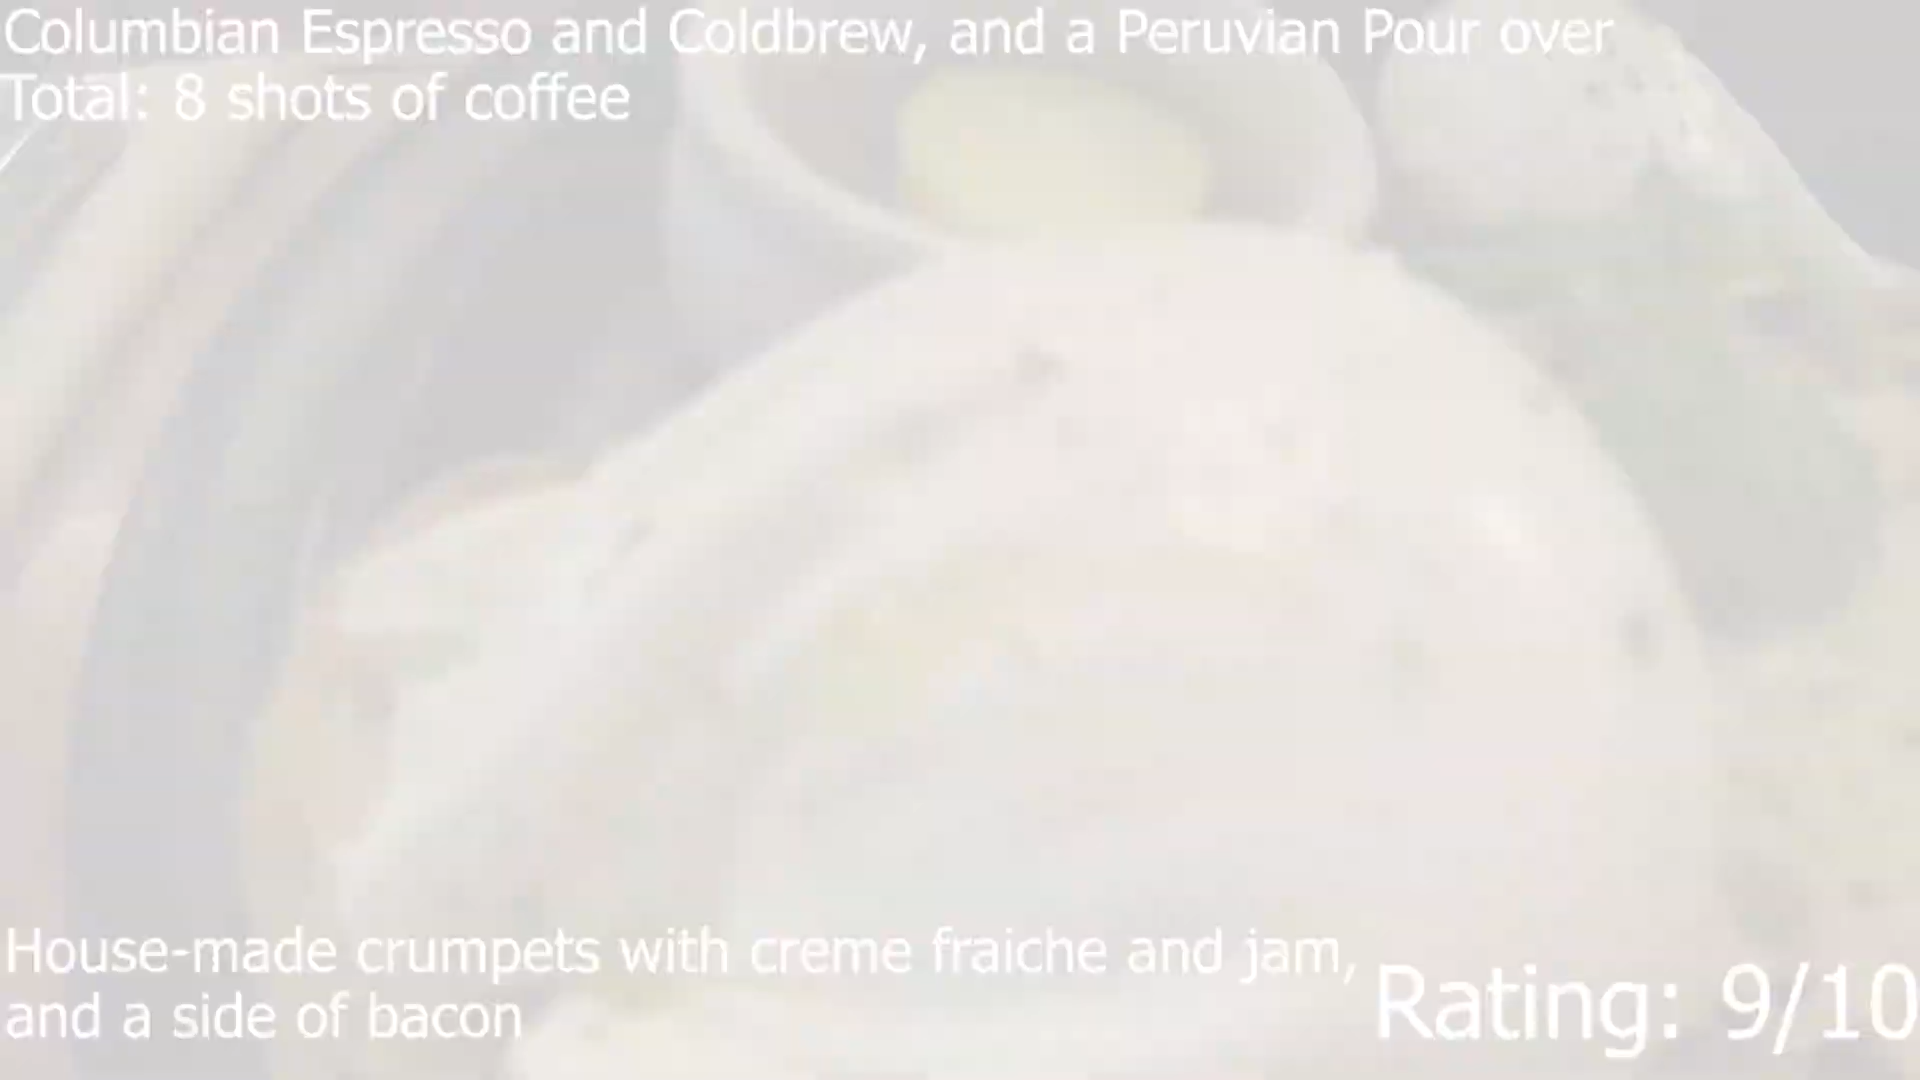 Columbian Espresso and Coldbrew, and a Peruvian Pour over
Total: 8 shots of coffee
House-made crumpets with creme fraiche and jam,
and a side of bacon
Rating: 9/10